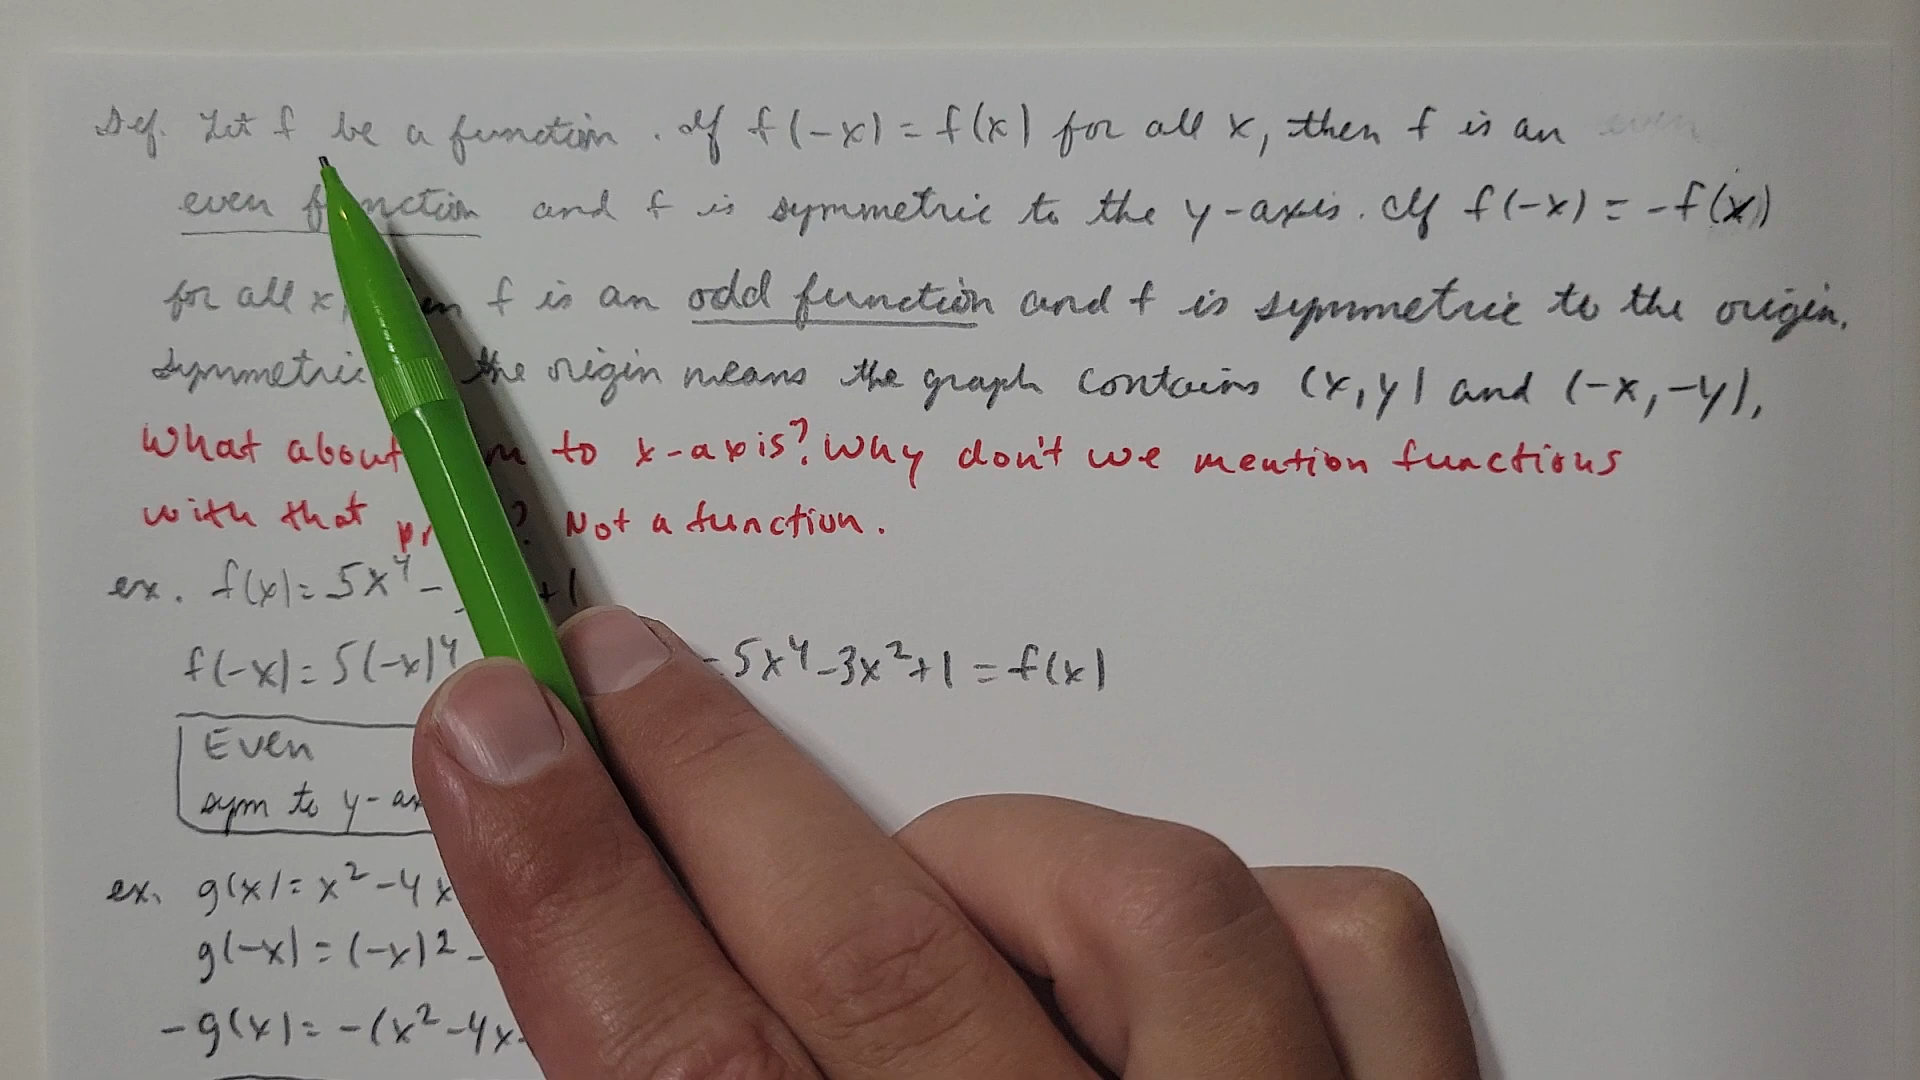 Def. Let f be a function. If f(-x) = f(x) for all x, then f is an
even function and f is symmetric to the y-axis. If f(-x) = -f(x)
for all x, f is an odd function and f is symmetric to the origin.
Symmetric the origin means the graph contains (x,y) and (-x,-y).
What about to x-axis? Why don't we mention functions
with that ? Not a function.
ex. f(x) = 5x⁴ - +1
f(-x) = 5(-x)⁴ 5x⁴-3x²+1 = f(x)
Even
sym to y-
ex. g(x) = x²-4x
g(-x) = (-x)² -
-g(x) = -(x²-4x